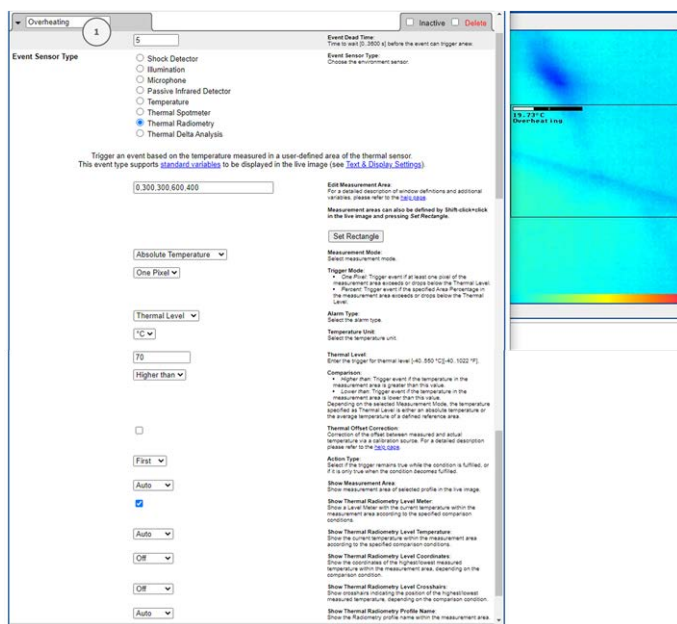 Overheating
1
Inactive
Delete
5
Event Dead Time:
Time to wait [0..3600 s] before the event can trigger anew.
Event Sensor Type
Shock Detector
Illumination
Microphone
Passive Infrared Detector
Temperature
Thermal Spotmeter
Thermal Radiometry
Thermal Delta Analysis
Event Sensor Type:
Choose the environment sensor.
Trigger an event based on the temperature measured in a user-defined area of the thermal sensor.
This event type supports standard variables to be displayed in the live image (see Text & Display Settings).
0,300,300,600,400
Edit Measurement Area:
For a detailed description of window definitions and additional
variables, please refer to the help page.
Measurement areas can also be defined by Shift-click+click
in the live image and pressing Set Rectangle.
Set Rectangle
Absolute Temperature
Measurement Mode:
Select measurement mode.
One Pixel
Trigger Mode:
• One Pixel: Trigger event if at least one pixel of the
measurement area exceeds or drops below the Thermal Level.
• Percent: Trigger event if the specified Area Percentage in
the measurement area exceeds or drops below the Thermal
Level.
Thermal Level
Alarm Type:
Select the alarm type.
°C
Temperature Unit:
Select the temperature unit.
70
Thermal Level:
Enter the trigger for thermal level [-40..550 °C][-40..1022 °F].
Higher than
Comparison:
• Higher than: Trigger event if the temperature in the
measurement area is greater than this value.
• Lower than: Trigger event if the temperature in the
measurement area is lower than this value.
Depending on the selected Measurement Mode, the temperature
specified as Thermal Level is either an absolute temperature or
the average temperature of a defined reference area.
Thermal Offset Correction:
Correction of the offset between measured and actual
temperature via a calibration source. For a detailed description
please refer to the help page.
First
Action Type:
Select if the trigger remains true while the condition is fulfilled, or
if it is only true when the condition becomes fulfilled.
Auto
Show Measurement Area:
Show measurement area of selected profile in the live image.
Show Thermal Radiometry Level Meter:
Show a Level Meter with the current temperature within the
measurement area according to the specified comparison
conditions.
Auto
Show Thermal Radiometry Level Temperature:
Show the current temperature within the measurement area
according to the specified comparison conditions.
Off
Show Thermal Radiometry Level Coordinates:
Show the coordinates of the highest/lowest measured
temperature within the measurement area, depending on the
comparison condition.
Off
Show Thermal Radiometry Level Crosshairs:
Show crosshairs indicating the position of the highest/lowest
measured temperature, depending on the comparison condition.
Auto
Show Thermal Radiometry Profile Name:
Show the Radiometry profile name within the measurement area.
19.73°C
Overheating